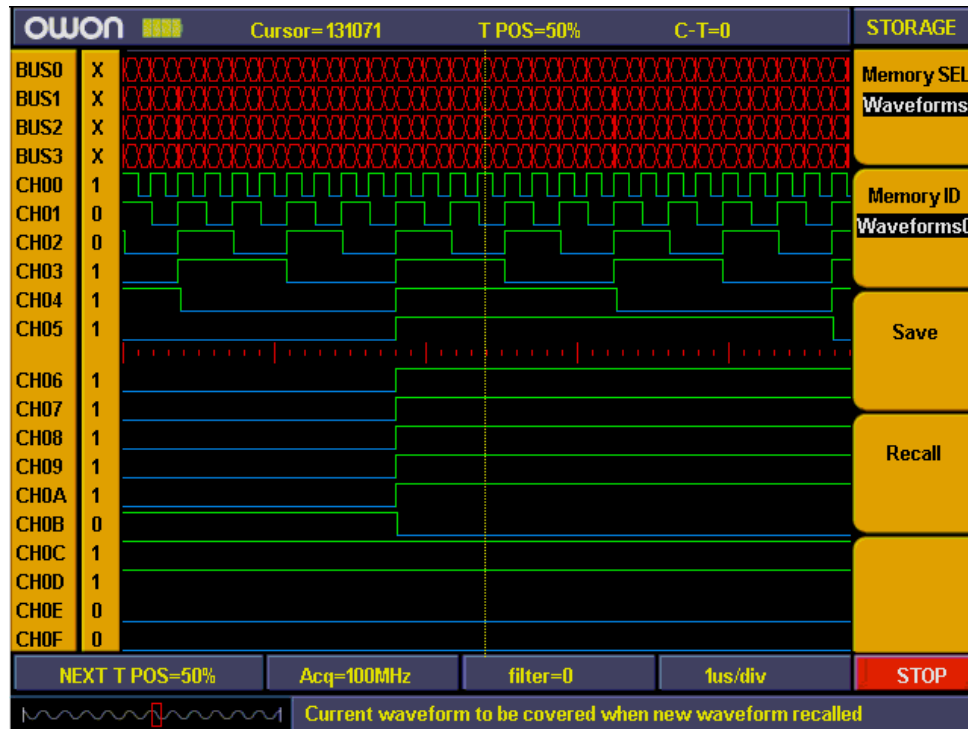 owon Cursor=131071 T POS=50% C-T=0 STORAGE
BUS0 X
BUS1 X
BUS2 X
BUS3 X
CH00 1
CH01 0
CH02 0
CH03 1
CH04 1
CH05 1
CH06 1
CH07 1
CH08 1
CH09 1
CH0A 1
CH0B 0
CH0C 1
CH0D 1
CH0E 0
CH0F 0
Memory SEL
Waveforms
Memory ID
Waveforms0
Save
Recall
NEXT T POS=50% Acq=100MHz filter=0 1us/div STOP
Current waveform to be covered when new waveform recalled